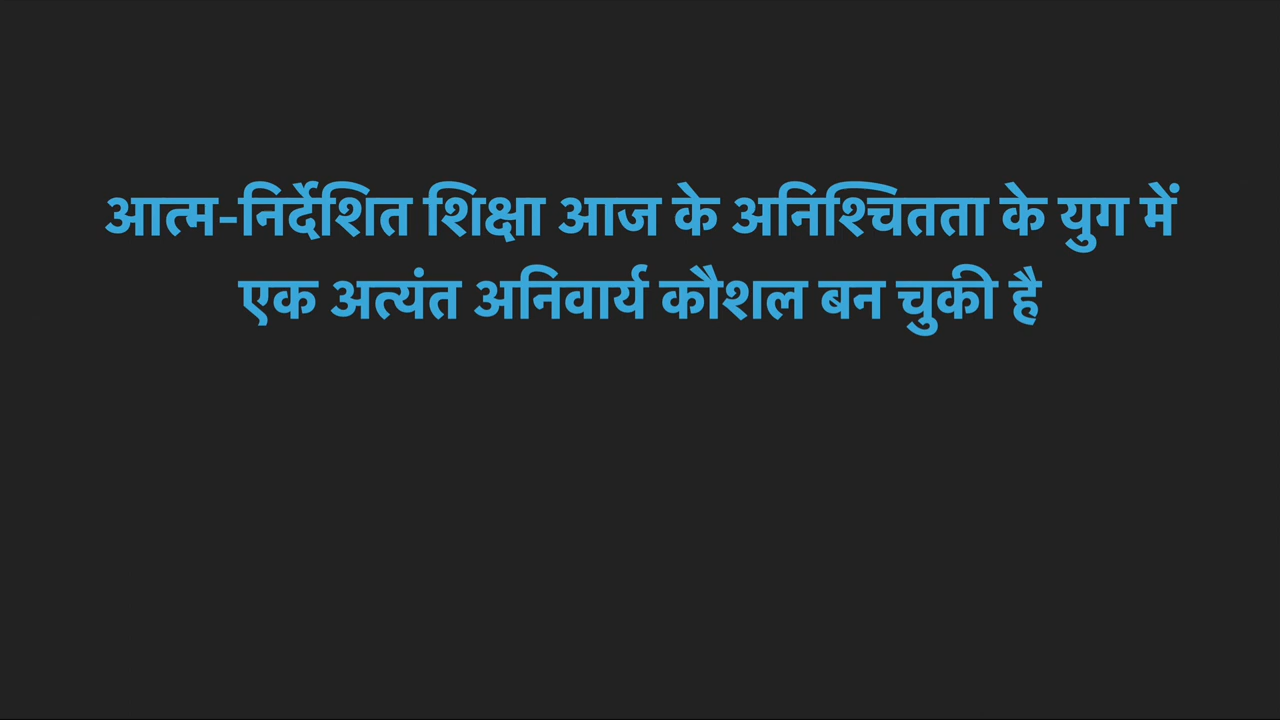 आत्म-निर्देशित शिक्षा आज के अनिश्चितता के युग में
एक अत्यंत अनिवार्य कौशल बन चुकी है